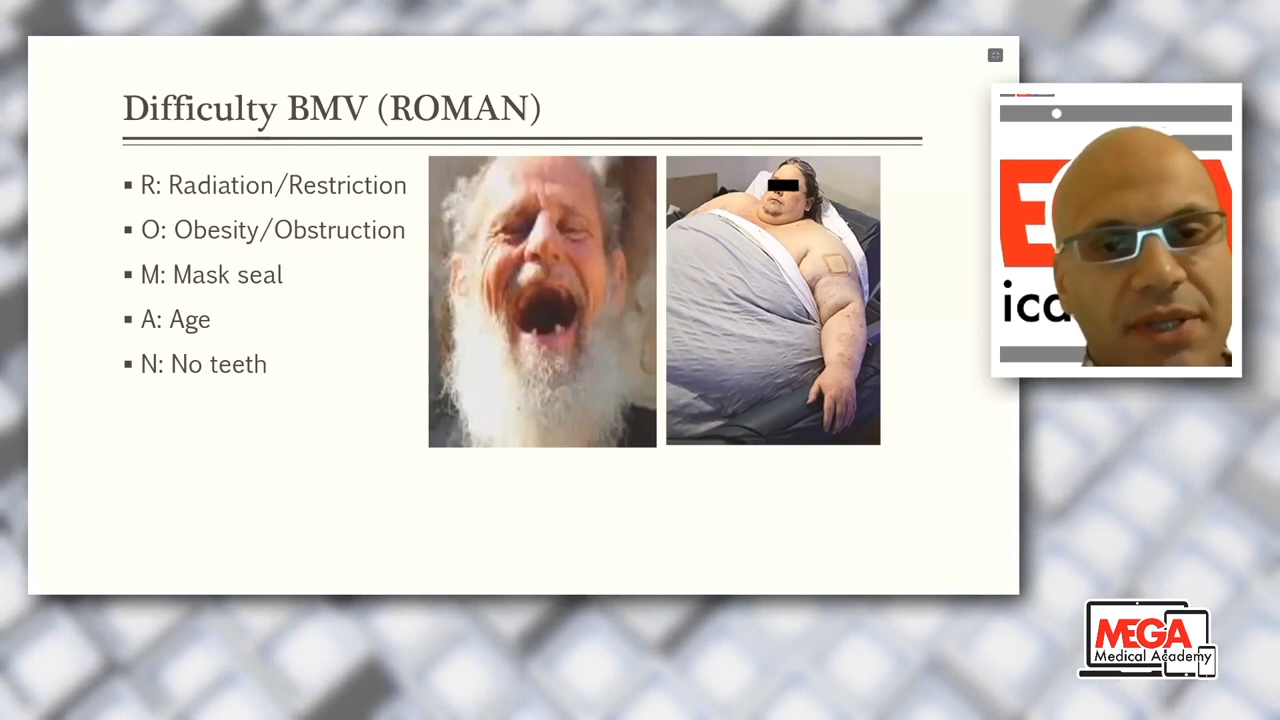 Difficulty BMV (ROMAN)
▪ R: Radiation/Restriction
▪ O: Obesity/Obstruction
▪ M: Mask seal
▪ A: Age
▪ N: No teeth
ica
MEGA
Medical Academy